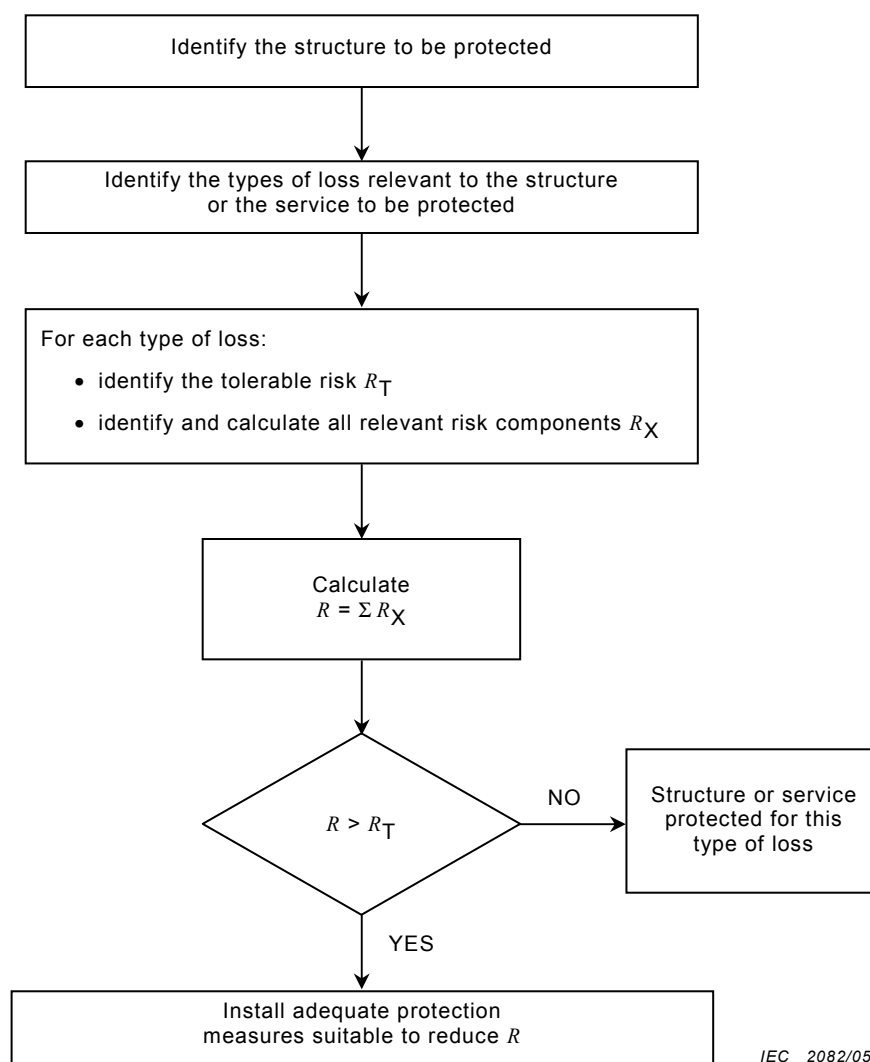 Identify the structure to be protected
Identify the types of loss relevant to the structure
or the service to be protected
For each type of loss:
• identify the tolerable risk R_T
• identify and calculate all relevant risk components R_X
Calculate
R = Σ R_X
R > R_T
NO
Structure or service
protected for this
type of loss
YES
Install adequate protection
measures suitable to reduce R
IEC 2082/05